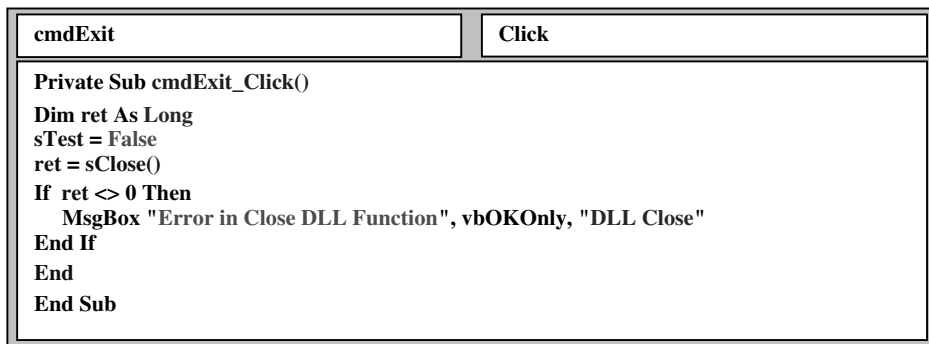 cmdExit Click
Private Sub cmdExit_Click()
Dim ret As Long
sTest = False
ret = sClose()
If ret <> 0 Then
MsgBox "Error in Close DLL Function", vbOKOnly, "DLL Close"
End If
End
End Sub